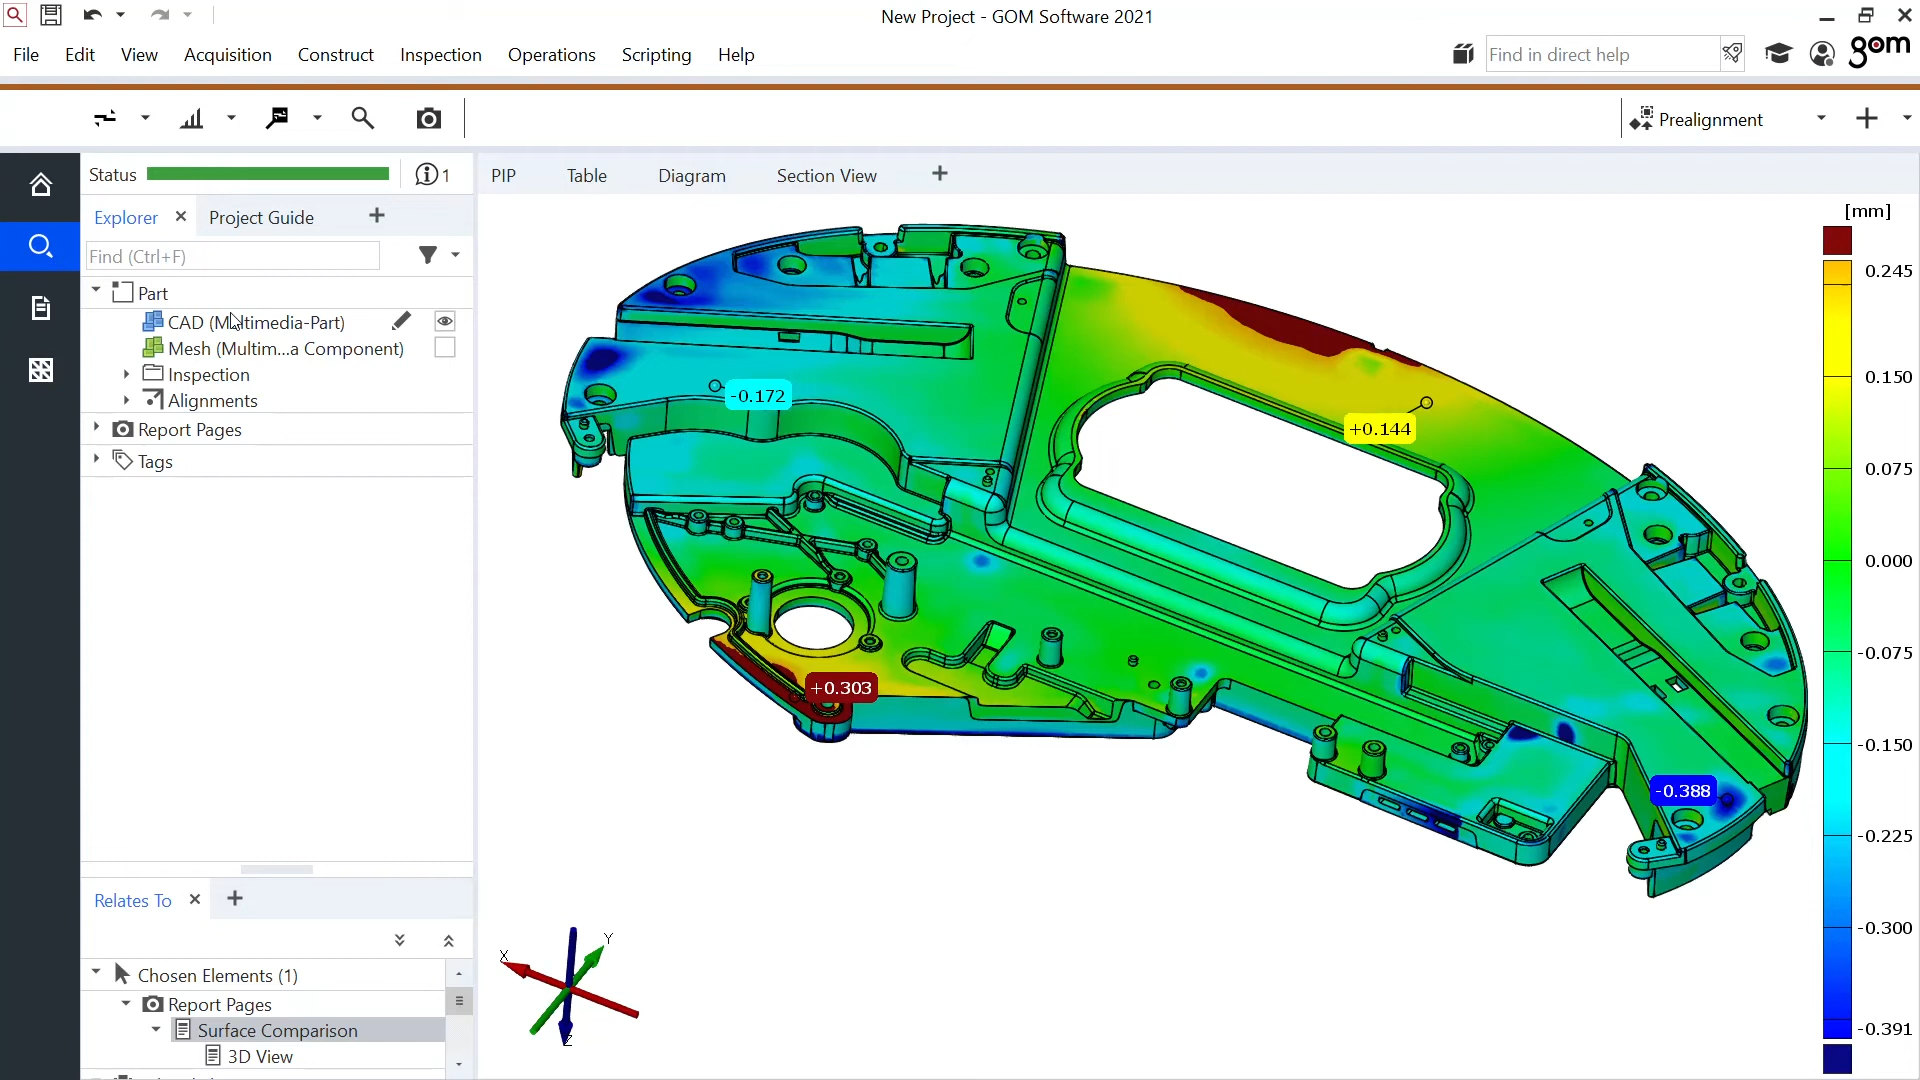 New Project - GOM Software 2021
File Edit View Acquisition Construct Inspection Operations Scripting Help
Find in direct help
gom
Prealignment
Status
1
PIP Table Diagram Section View
Explorer Project Guide
Find (Ctrl+F)
Part
CAD (Multimedia-Part)
Mesh (Multim...a Component)
Inspection
Alignments
Report Pages
Tags
Relates To
Chosen Elements (1)
Report Pages
Surface Comparison
3D View
-0.172
+0.144
+0.303
-0.388
X
Y
Z
[mm]
0.245
0.150
0.075
0.000
-0.075
-0.150
-0.225
-0.300
-0.391